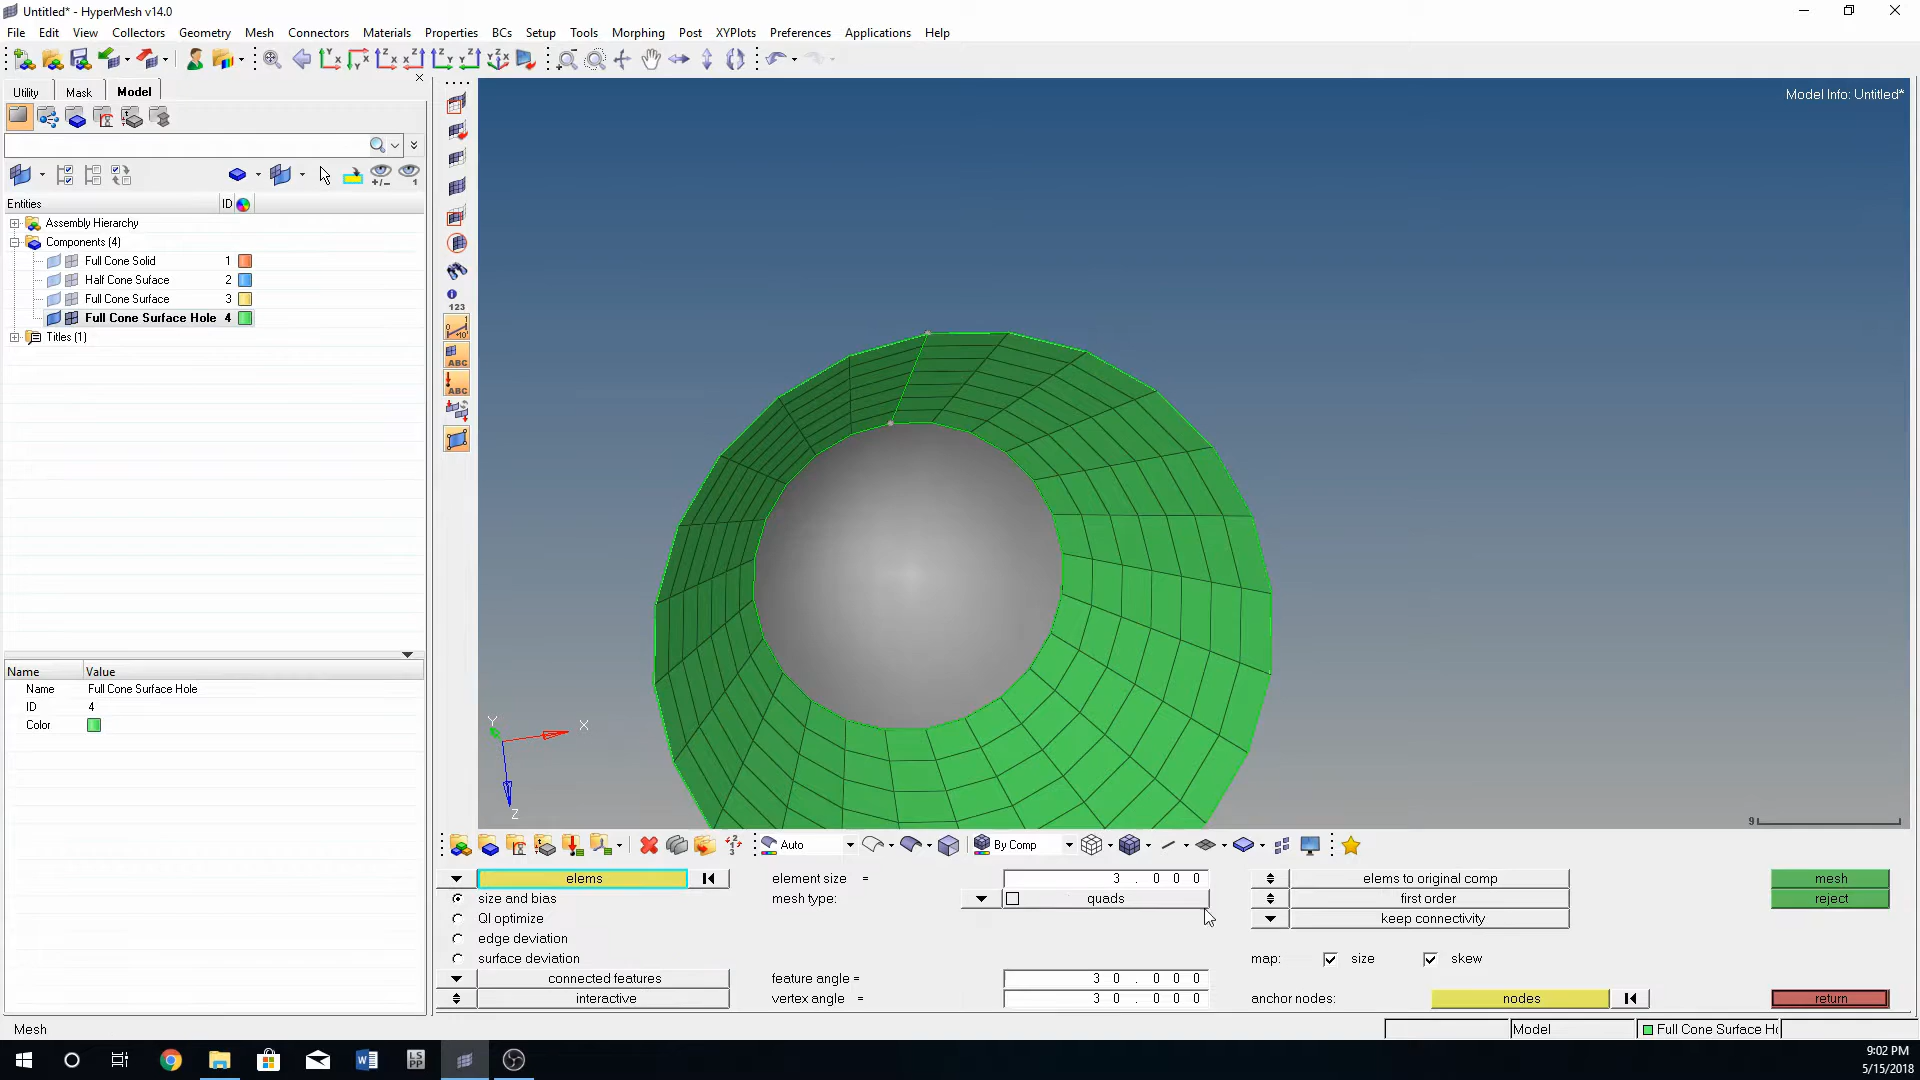 Untitled* - HyperMesh v14.0
File Edit View Collectors Geometry Mesh Connectors Materials Properties BCs Setup Tools Morphing Post XYPlots Preferences Applications Help
Utility Mask Model
Entities ID
Assembly Hierarchy
Components (4)
Full Cone Solid 1
Half Cone Suface 2
Full Cone Surface 3
Full Cone Surface Hole 4
Titles (1)
Name Value
Name Full Cone Surface Hole
ID 4
Color
123
ABC
ABC
Model Info: Untitled*
Y
X
Z
9
Auto
By Comp
elems
size and bias
QI optimize
edge deviation
surface deviation
connected features
interactive
element size = 3.000
mesh type: quads
feature angle = 30.000
vertex angle = 30.000
elems to original comp
first order
keep connectivity
map: size skew
anchor nodes: nodes
mesh
reject
return
Mesh
Model
Full Cone Surface H
LS
PP
9:02 PM
5/15/2018